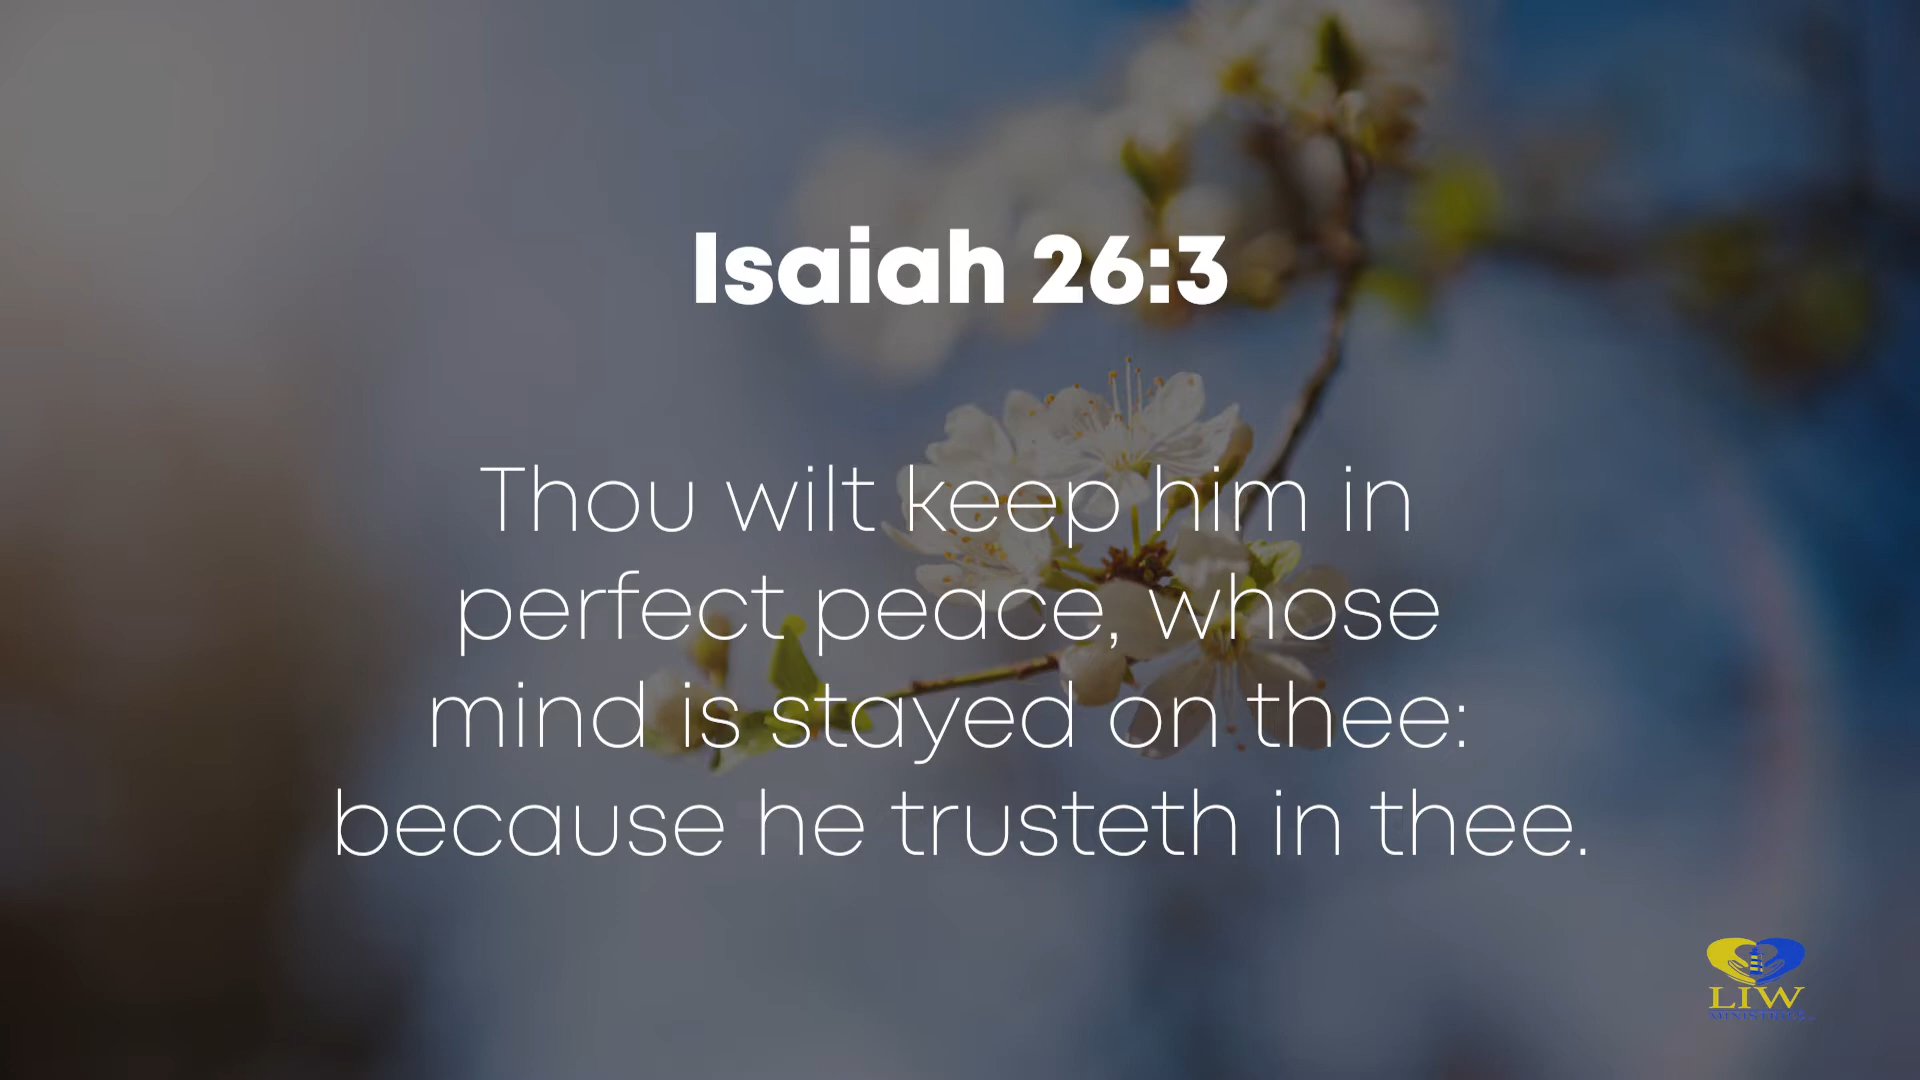 Isaiah 26:3
Thou wilt keep him in
perfect peace, whose
mind is stayed on thee:
because he trusteth in thee.
LIW
MINISTRIES